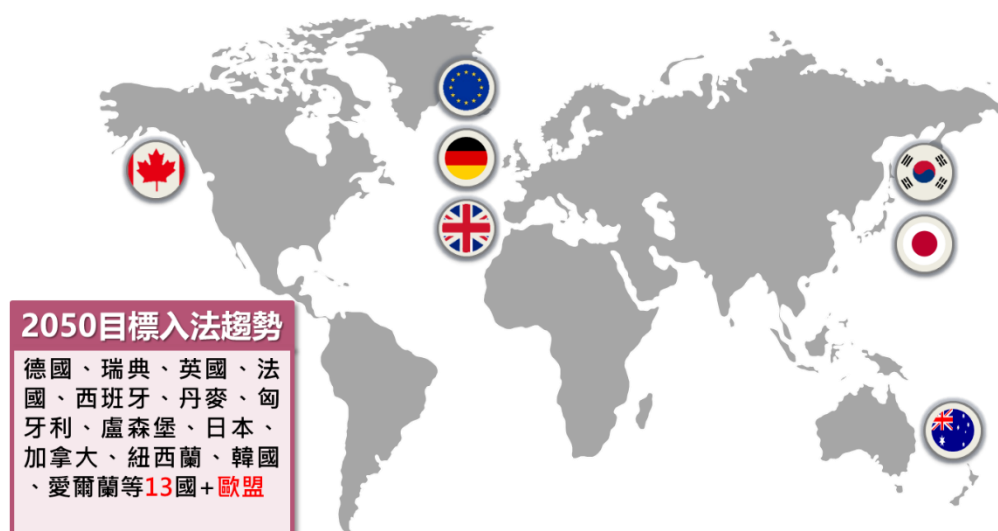 2050目標入法趨勢
德國、瑞典、英國、法
國、西班牙、丹麥、匈
牙利、盧森堡、日本、
加拿大、紐西蘭、韓國
、愛爾蘭等13國+歐盟